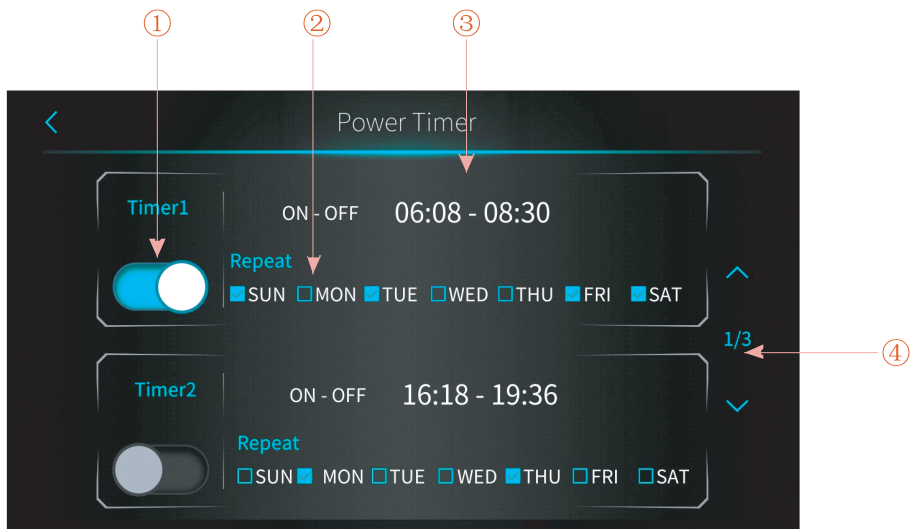 ① ② ③
Power Timer
Timer1
ON - OFF 06:08 - 08:30
Repeat
SUN MON TUE WED THU FRI SAT
1/3
④
Timer2
ON - OFF 16:18 - 19:36
Repeat
SUN MON TUE WED THU FRI SAT